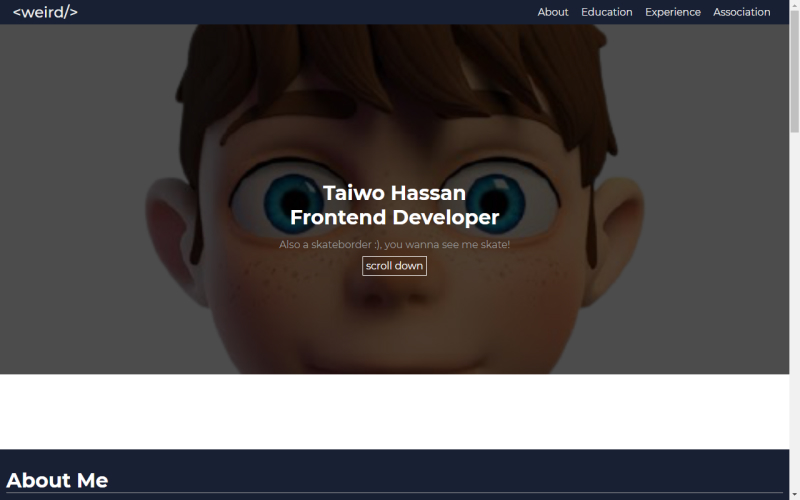 <weird/>
About Education Experience Association
Taiwo Hassan
Frontend Developer
Also a skateborder :), you wanna see me skate!
scroll down
About Me